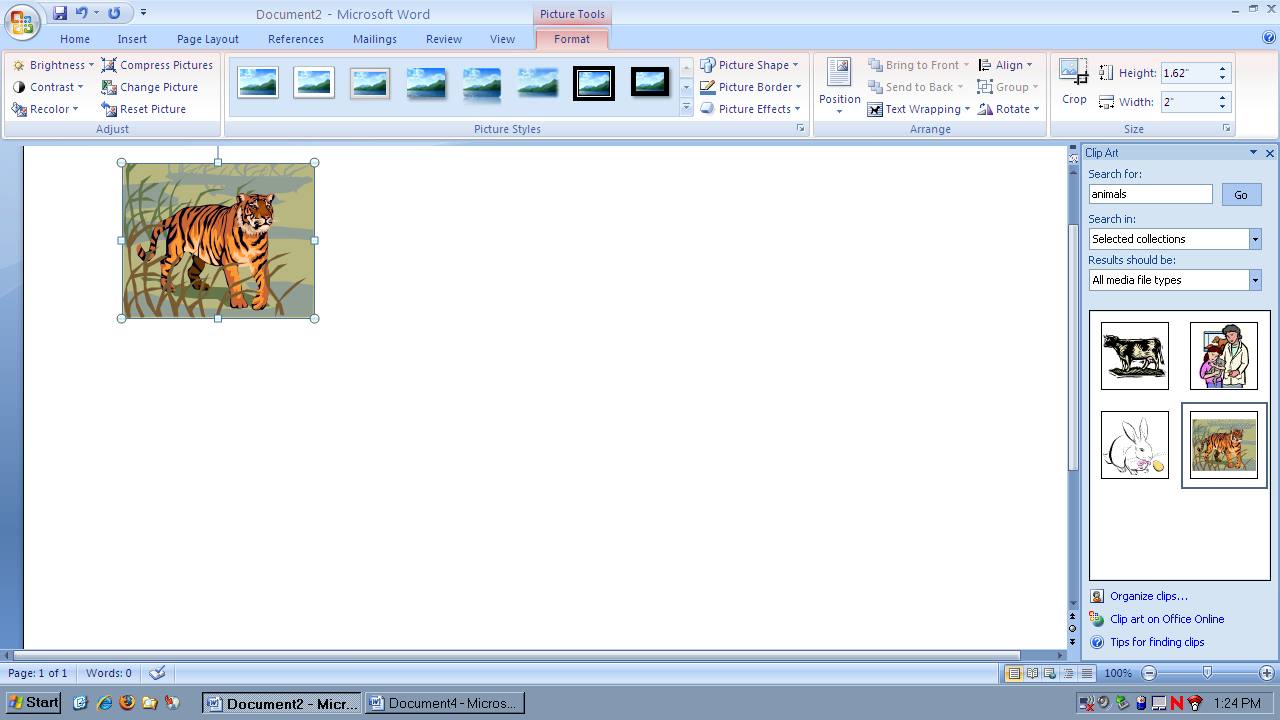 Document2 - Microsoft Word
Picture Tools
Home Insert Page Layout References Mailings Review View Format
Brightness
Contrast
Recolor
Compress Pictures
Change Picture
Reset Picture
Adjust
Picture Styles
Picture Shape
Picture Border
Picture Effects
Position
Bring to Front
Send to Back
Text Wrapping
Align
Group
Rotate
Arrange
Crop
Height: 1.62"
Width: 2"
Size
Clip Art
Search for:
animals
Go
Search in:
Selected collections
Results should be:
All media file types
Organize clips...
Clip art on Office Online
Tips for finding clips
Page: 1 of 1 Words: 0 100%
Start Document2 - Micr... Document4 - Micros... 1:24 PM